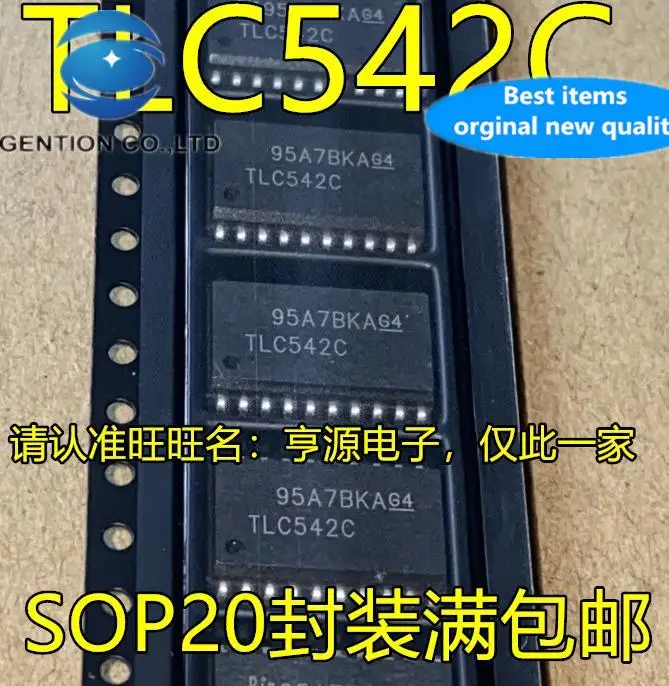 TLC542C
95A7BKAG4
TLC542C
GENTION CO.,LTD
Best items
orginal new qualit
95A7BKAG4
TLC542C
95A7BKAG4
TLC542C
请认准旺旺名：亨源电子，仅此一家
95A7BKAG4
TLC542C
SOP20封装满包邮